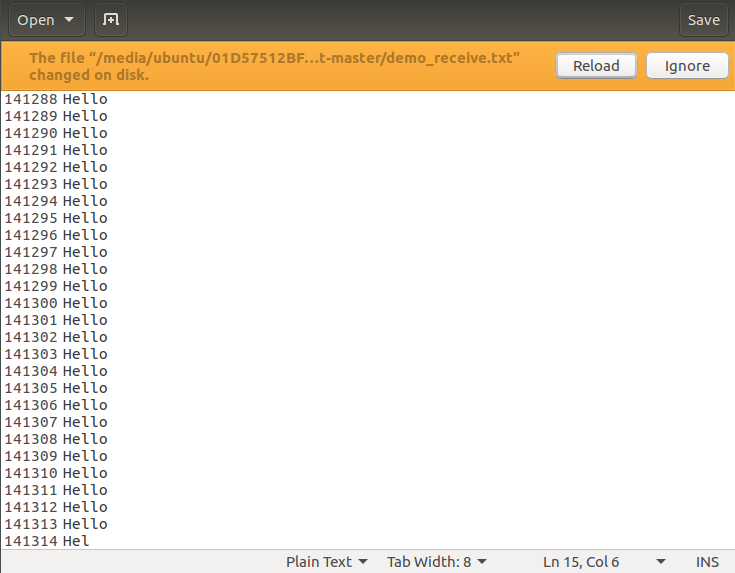 Open
Save
The file “/media/ubuntu/01D57512BF...t-master/demo_receive.txt”
changed on disk.
Reload
Ignore
141288 Hello
141289 Hello
141290 Hello
141291 Hello
141292 Hello
141293 Hello
141294 Hello
141295 Hello
141296 Hello
141297 Hello
141298 Hello
141299 Hello
141300 Hello
141301 Hello
141302 Hello
141303 Hello
141304 Hello
141305 Hello
141306 Hello
141307 Hello
141308 Hello
141309 Hello
141310 Hello
141311 Hello
141312 Hello
141313 Hello
141314 Hel
Plain Text
Tab Width: 8
Ln 15, Col 6
INS